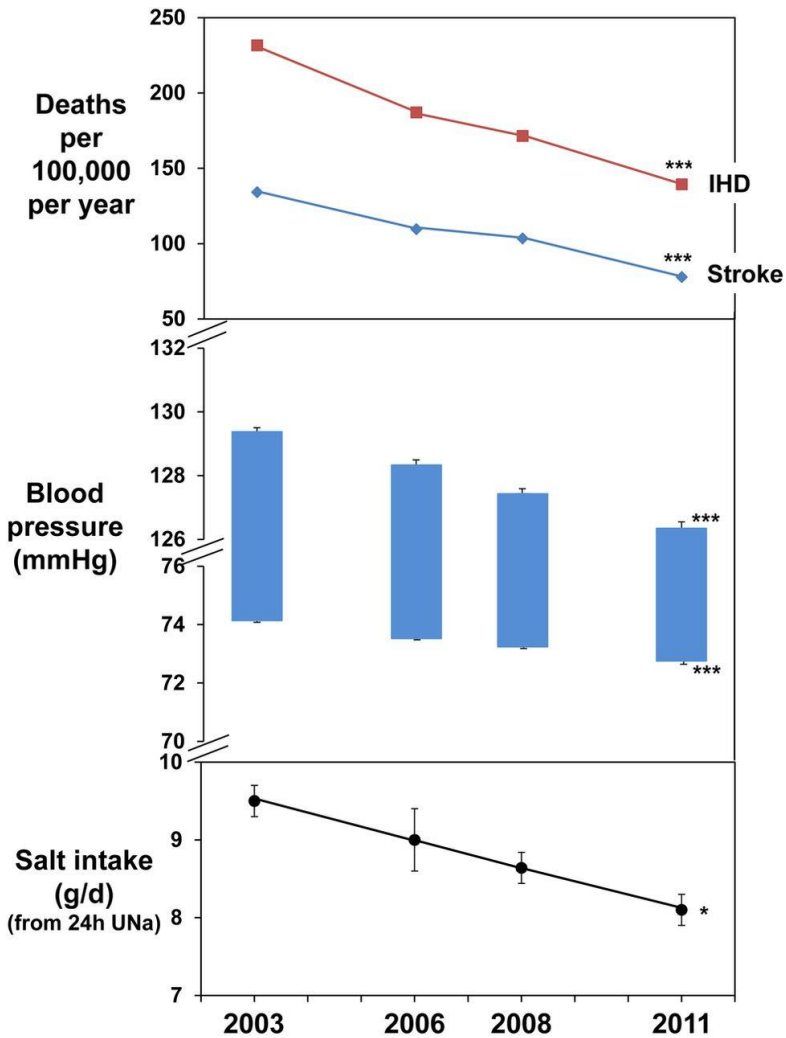 250
200
150
100
50
Deaths
per
100,000
per year
***
IHD
***
Stroke
132
130
128
126
76
74
72
70
Blood
pressure
(mmHg)
***
***
10
9
8
7
Salt intake
(g/d)
(from 24h UNa)
*
2003 2006 2008 2011